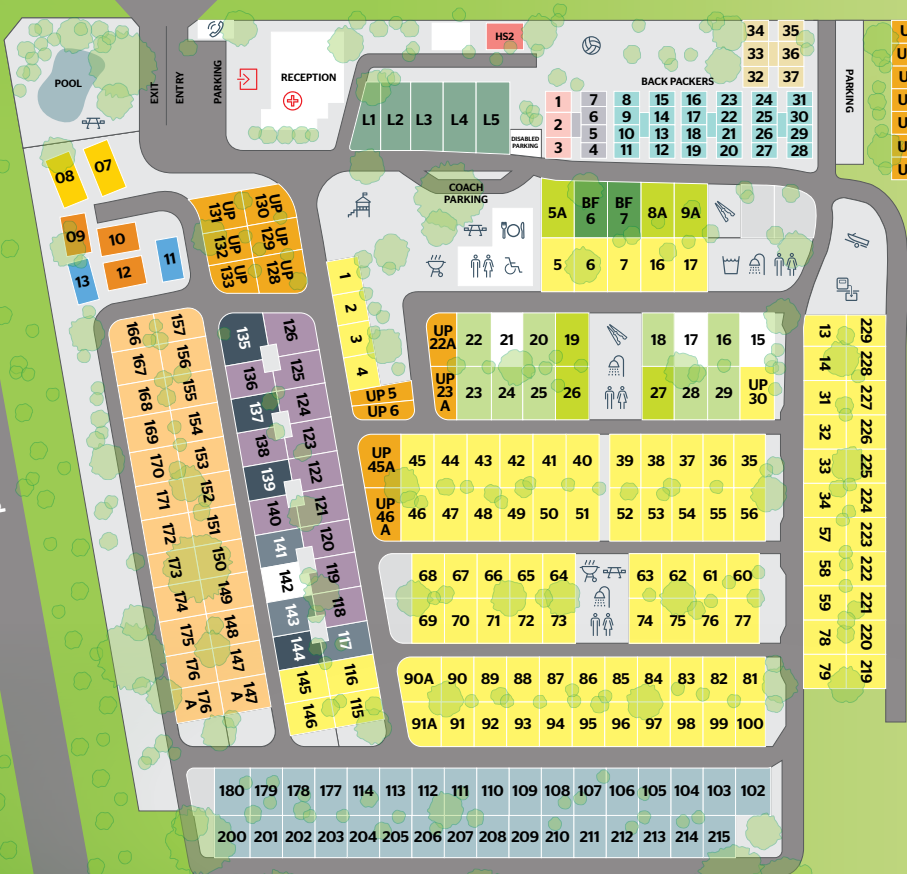 POOL
EXIT
ENTRY
PARKING
RECEPTION
HS2
L1 L2 L3 L4 L5
DISABLED
PARKING
BACK PACKERS
34 35
33 36
32 37
1 7 8 15 16 23 24 31
2 6 9 14 17 22 25 30
5 10 13 18 21 26 29
3 4 11 12 19 20 27 28
PARKING
U
U
U
U
U
U
U
08 07
09 10 11
13 12
UP 131 UP 130
UP 132 UP 129
UP 133 UP 128
COACH
PARKING
5A BF 6 BF 7 8A 9A
5 6 7 16 17
1
2
3
4
UP 5
UP 6
UP 22A 22 21 20 19 18 17 16 15
UP 23 A 23 24 25 26 27 28 29 UP 30
UP 45A 45 44 43 42 41 40 39 38 37 36 35
UP 46 A 46 47 48 49 50 51 52 53 54 55 56
68 67 66 65 64 63 62 61 60
69 70 71 72 73 74 75 76 77
90A 90 89 88 87 86 85 84 83 82 81
91A 91 92 93 94 95 96 97 98 99 100
166 157
167 156
168 155
169 154
170 153
171 152
172 151
173 150
174 149
175 148
176 147
176 A 147 A
135 126
136 125
137 124
138 123
139 122
140 121
141 120
142 119
143 118
144 117
145 116
146 115
13 229
14 228
31 227
32 226
33 225
34 224
57 223
58 222
59 221
78 220
79 219
180 179 178 177 114 113 112 111 110 109 108 107 106 105 104 103 102
200 201 202 203 204 205 206 207 208 209 210 211 212 213 214 215